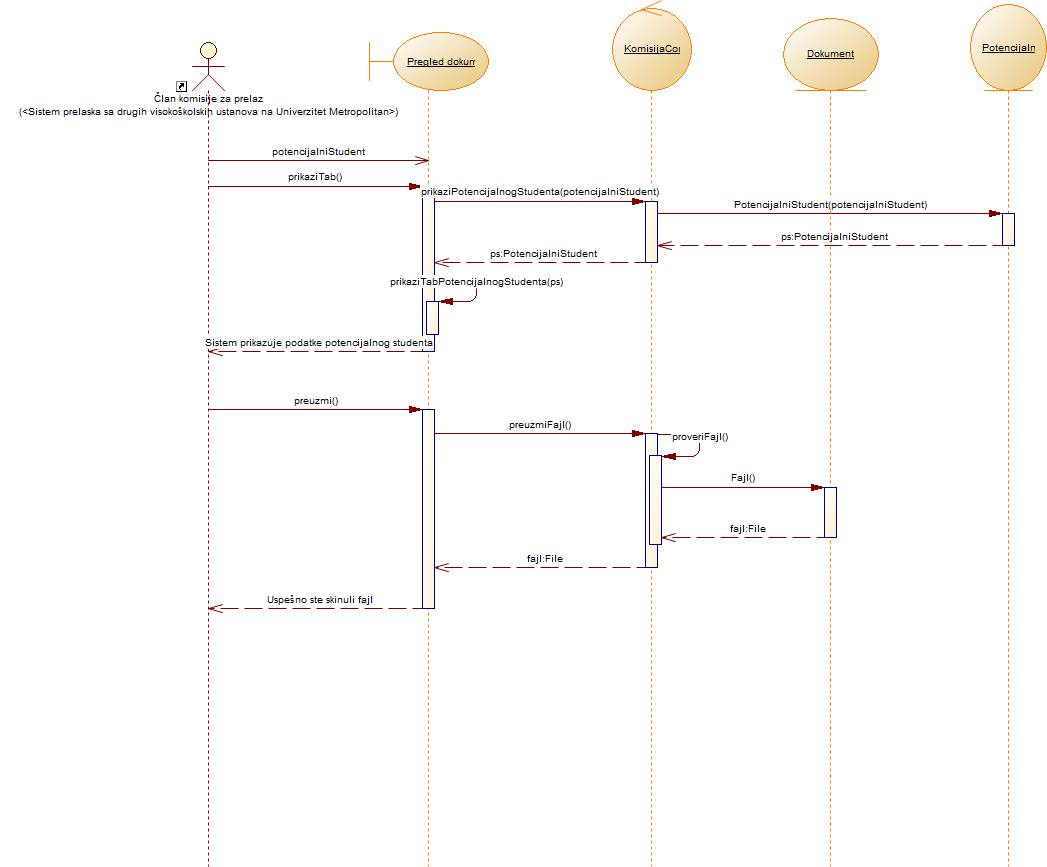 Pregled dokum
KomisijaCon
Dokument
Potencijaln
Član komisije za prelaz
(<Sistem prelaska sa drugih visokoškolskih ustanova na Univerzitet Metropolitan>)
potencijalniStudent
prikaziTab()
prikaziPotencijalnogStudenta(potencijalniStudent)
PotencijalniStudent(potencijalniStudent)
ps:PotencijalniStudent
ps:PotencijalniStudent
prikaziTabPotencijalnogStudenta(ps)
Sistem prikazuje podatke potencijalnog studenta
preuzmi()
preuzmiFajl()
proveriFajl()
Fajl()
fajl:File
fajl:File
Uspešno ste skinuli fajl